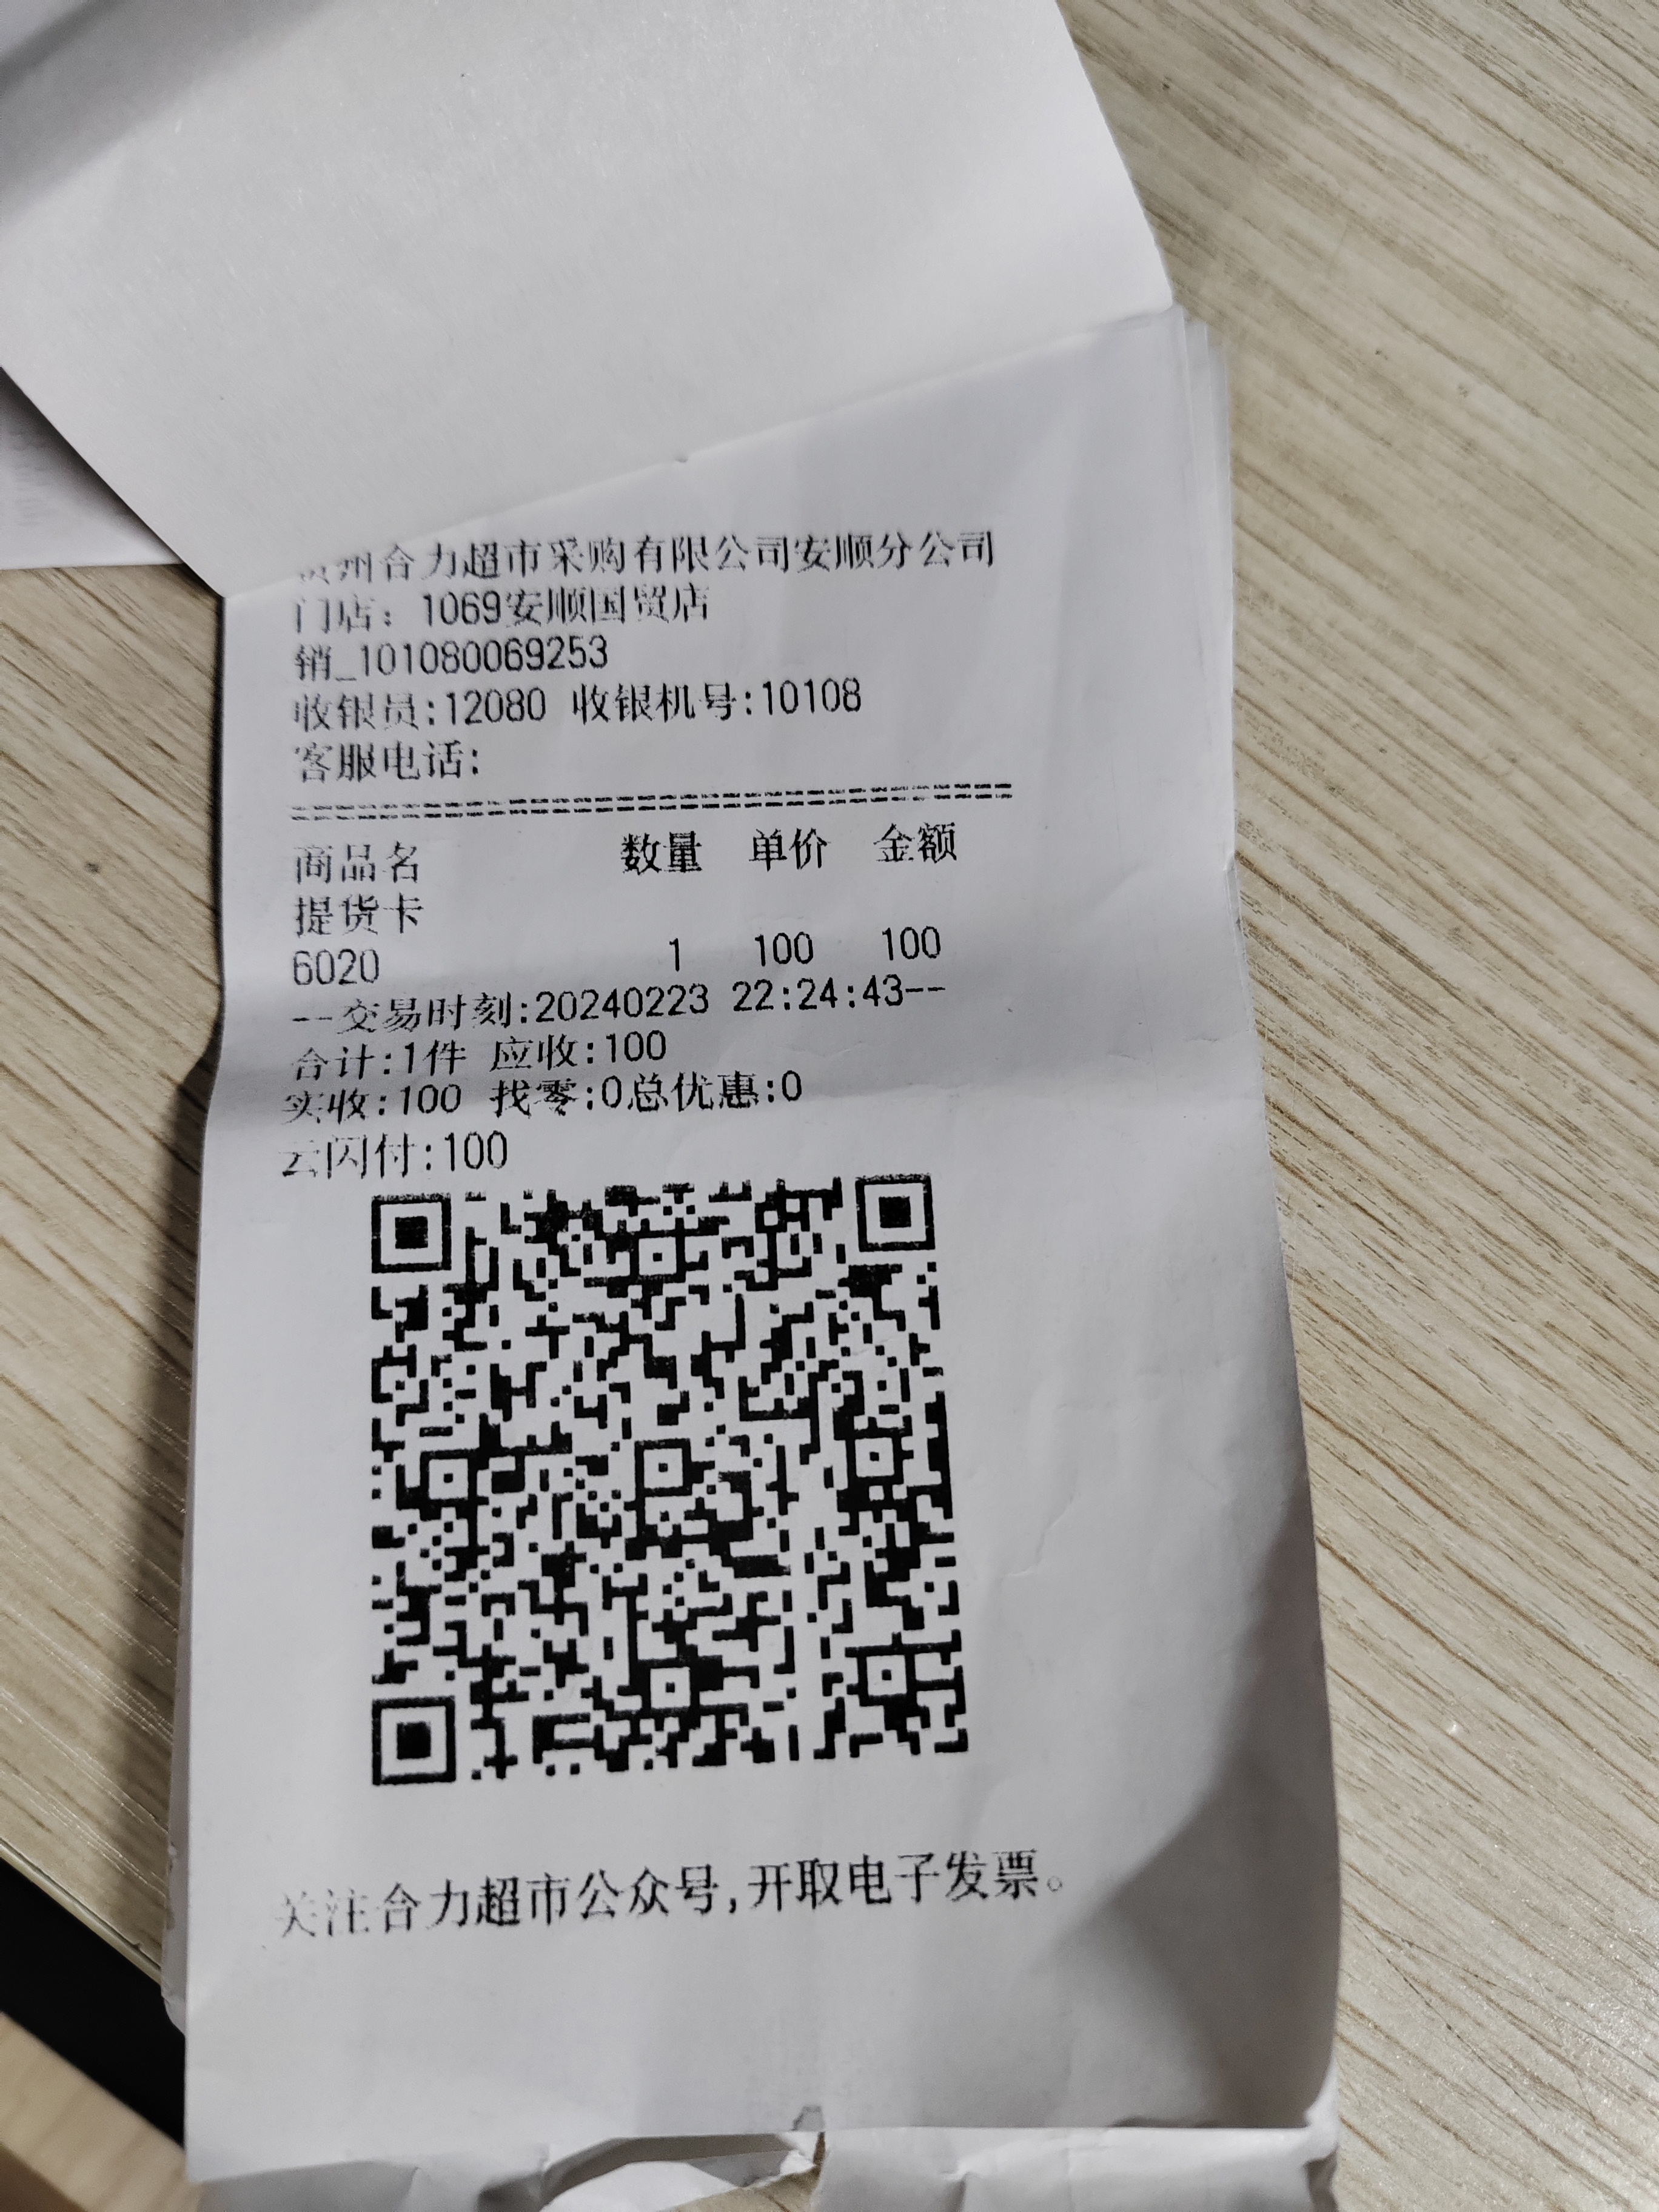 州合力超市采购有限公司安顺分公司
门店：1069安顺国贸店
销_101080069253
收银员:12080 收银机号:10108
客服电话:
商品名 数量 单价 金额
提货卡
6020 1 100 100
--交易时刻:20240223 22:24:43--
合计:1件 应收:100
实收:100 找零:0总优惠:0
云闪付:100
关注合力超市公众号,开取电子发票。